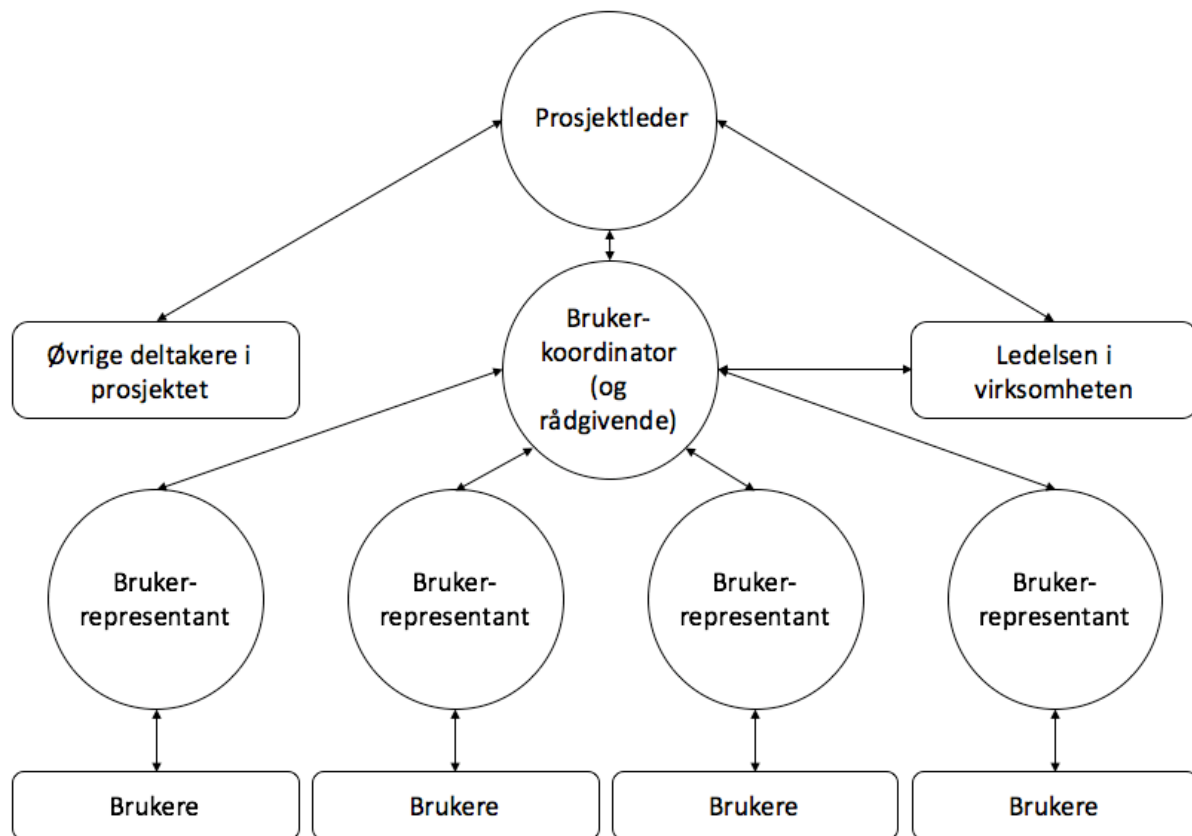 Prosjektleder
Øvrige deltakere i
prosjektet
Bruker-
koordinator
(og
rådgivende)
Ledelsen i
virksomheten
Bruker-
representant
Bruker-
representant
Bruker-
representant
Bruker-
representant
Brukere
Brukere
Brukere
Brukere